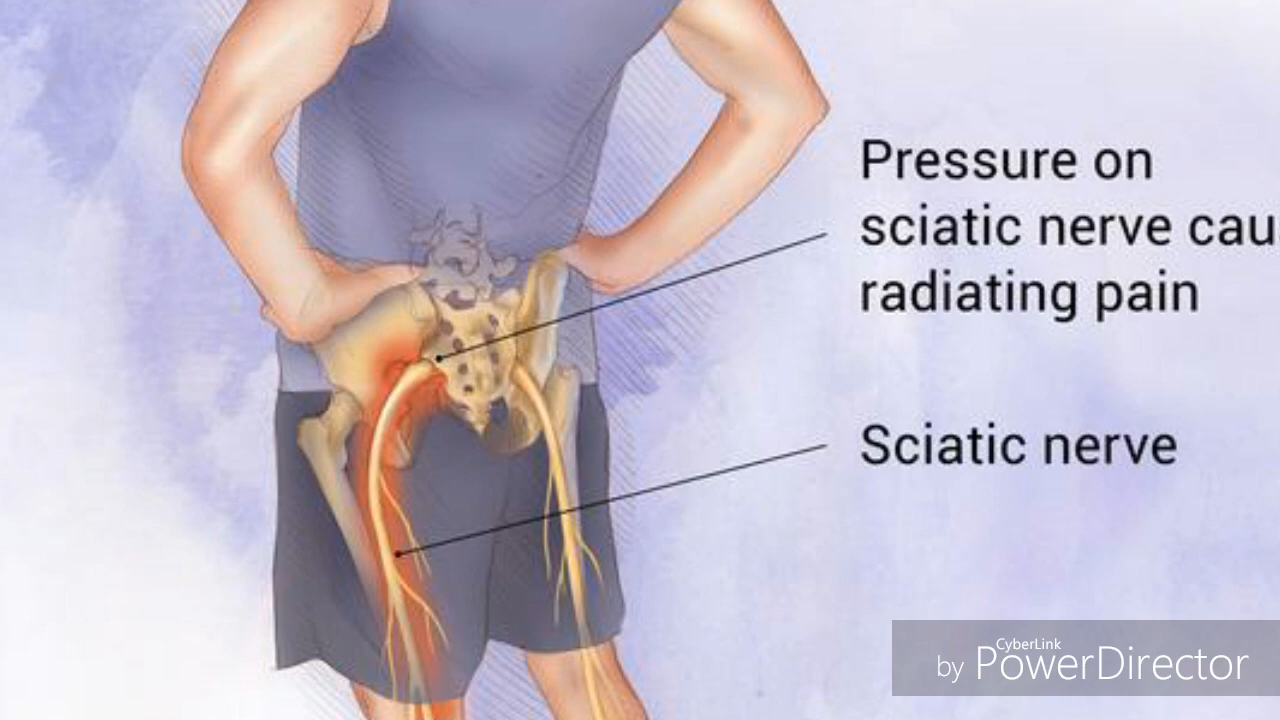 Pressure on
sciatic nerve cau
radiating pain
Sciatic nerve
CyberLink
by PowerDirector